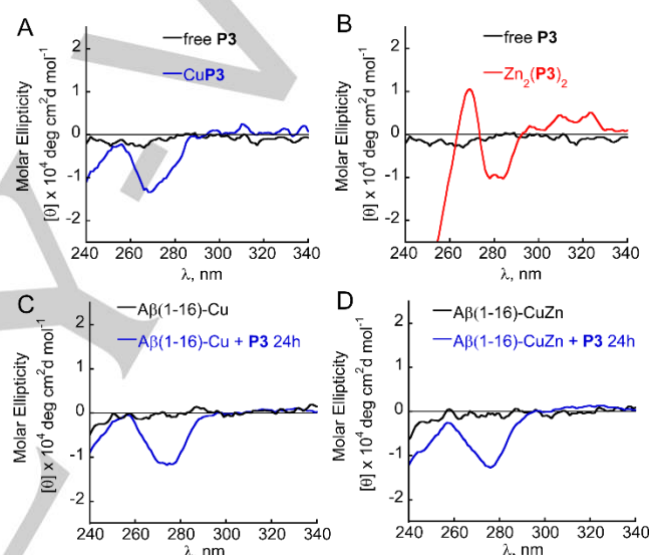 A
2
1
0
-1
-2
Molar Ellipticity
[θ] x 10⁴ deg cm²d mol⁻¹
free P3
CuP3
240 260 280 300 320 340
λ, nm
B
2
1
0
-1
-2
Molar Ellipticity
[θ] x 10⁴ deg cm²d mol⁻¹
free P3
Zn₂(P3)₂
240 260 280 300 320 340
λ, nm
C
2
1
0
-1
-2
Molar Ellipticity
[θ] x 10⁴ deg cm²d mol⁻¹
Aβ(1-16)-Cu
Aβ(1-16)-Cu + P3 24h
240 260 280 300 320 340
λ, nm
D
2
1
0
-1
-2
Molar Ellipticity
[θ] x 10⁴ deg cm²d mol⁻¹
Aβ(1-16)-CuZn
Aβ(1-16)-CuZn + P3 24h
240 260 280 300 320 340
λ, nm